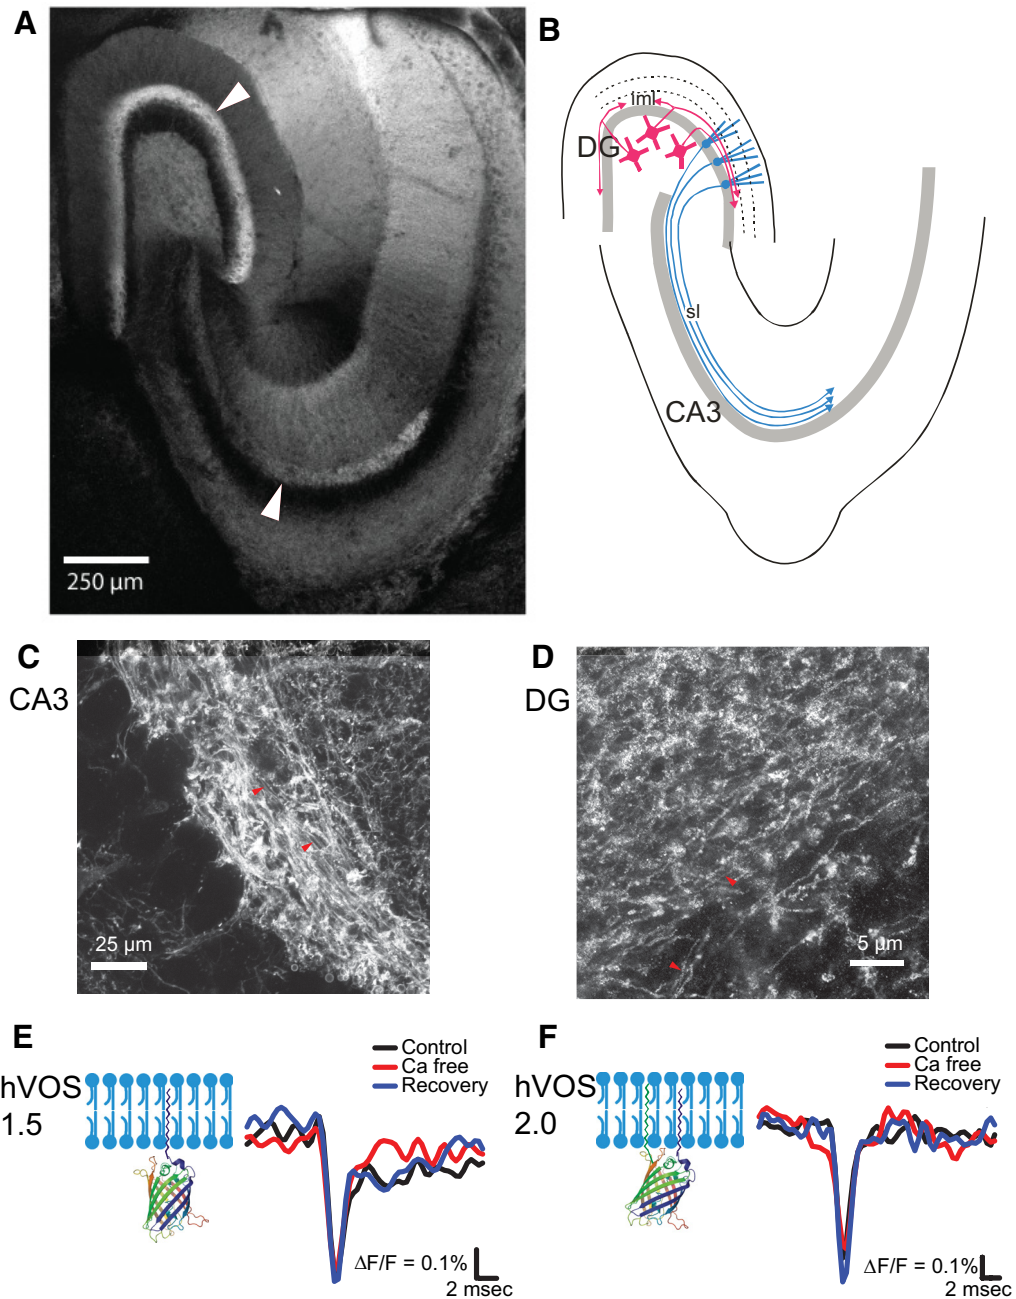 A
B
iml
DG
sl
CA3
250 µm
C
CA3
25 µm
D
DG
5 µm
E
hVOS
1.5
Control
Ca free
Recovery
ΔF/F = 0.1%
2 msec
F
hVOS
2.0
Control
Ca free
Recovery
ΔF/F = 0.1%
2 msec